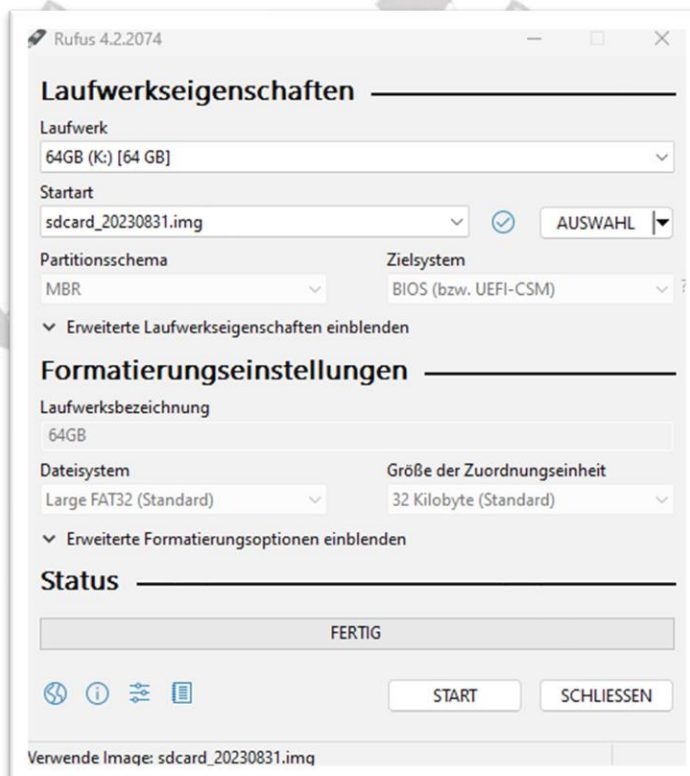 Rufus 4.2.2074
Laufwerkseigenschaften
Laufwerk
64GB (K:) [64 GB]
Startart
sdcard_20230831.img
AUSWAHL
Partitionsschema
Zielsystem
MBR
BIOS (bzw. UEFI-CSM)
?
Erweiterte Laufwerkseigenschaften einblenden
Formatierungseinstellungen
Laufwerksbezeichnung
64GB
Dateisystem
Größe der Zuordnungseinheit
Large FAT32 (Standard)
32 Kilobyte (Standard)
Erweiterte Formatierungsoptionen einblenden
Status
FERTIG
START
SCHLIESSEN
Verwende Image: sdcard_20230831.img